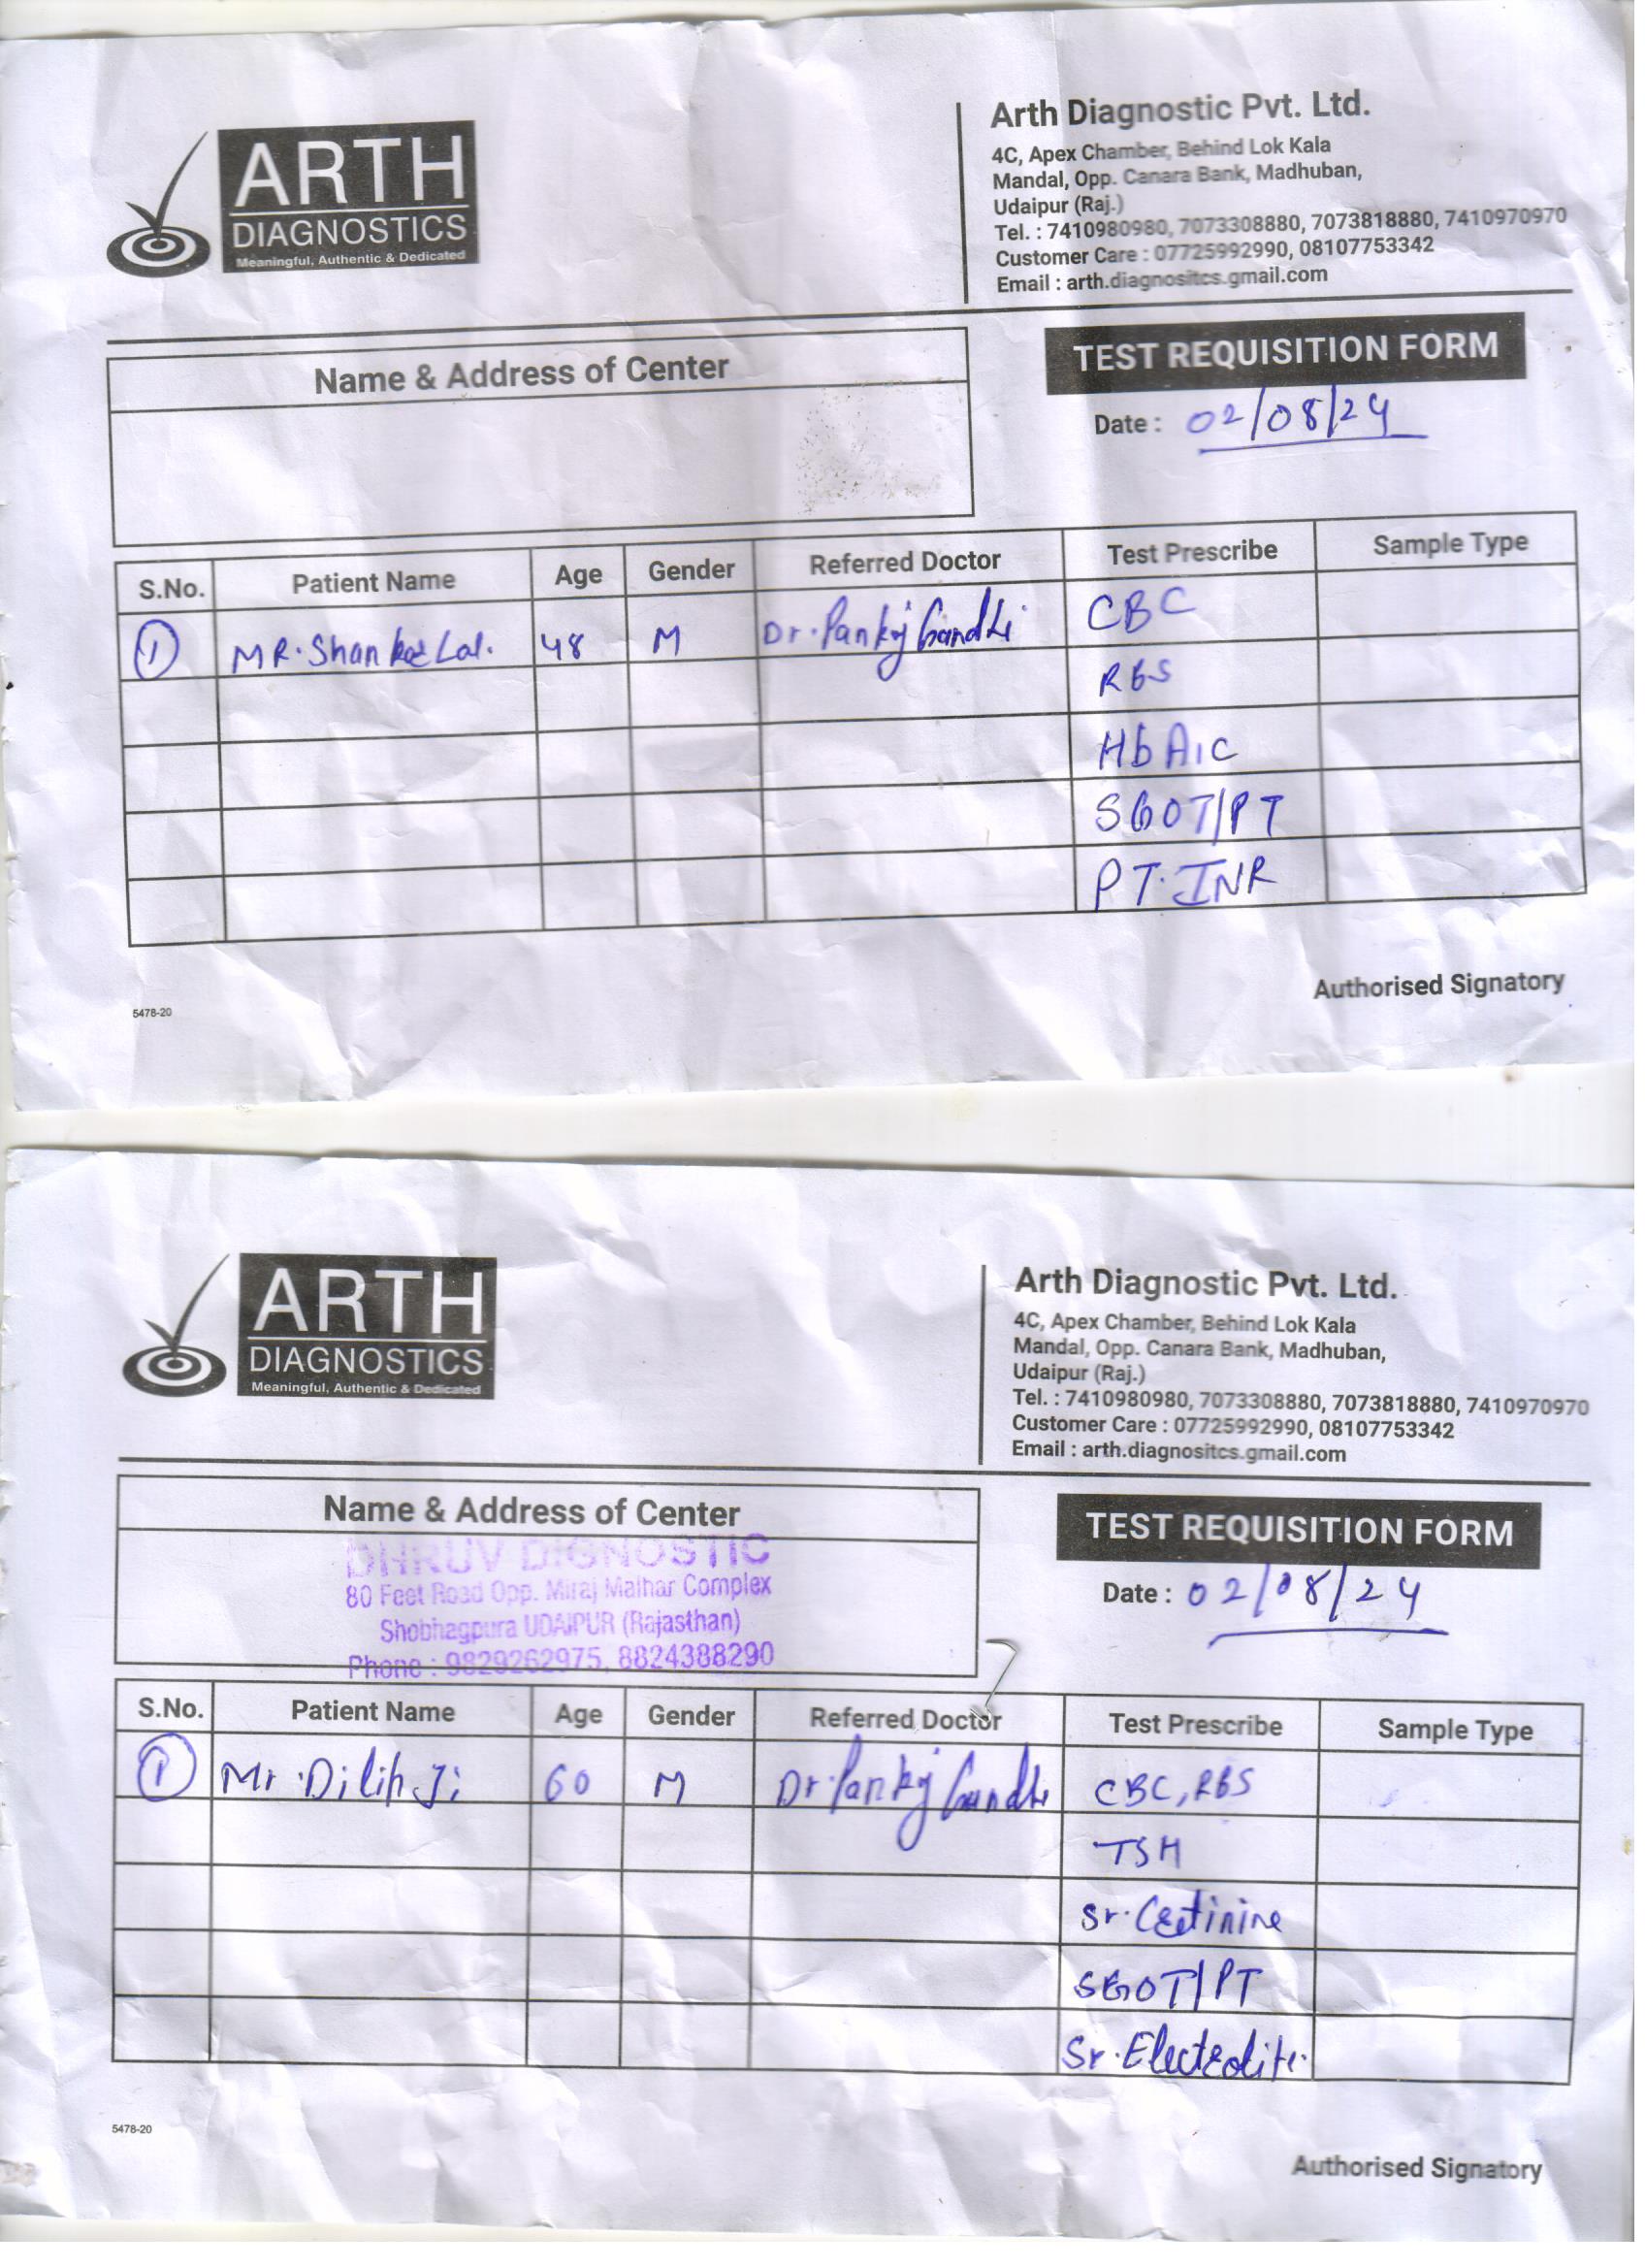 ARTH
DIAGNOSTICS
Meaningful, Authentic & Dedicated
Arth Diagnostic Pvt. Ltd.
4C, Apex Chamber, Behind Lok Kala
Mandal, Opp. Canara Bank, Madhuban,
Udaipur (Raj.)
Tel. : 7410980980, 7073308880, 7073818880, 7410970970
Customer Care : 07725992990, 08107753342
Email : arth.diagnositcs.gmail.com
Name & Address of Center
TEST REQUISITION FORM
Date : 02/08/24
S.No. Patient Name Age Gender Referred Doctor Test Prescribe Sample Type
1 MR. Shankar Lal. 48 M Dr. Pankj Gandhi CBC
RBS
HbA1c
SGOT/PT
PT.INR
Authorised Signatory
5478-20
ARTH
DIAGNOSTICS
Meaningful, Authentic & Dedicated
Arth Diagnostic Pvt. Ltd.
4C, Apex Chamber, Behind Lok Kala
Mandal, Opp. Canara Bank, Madhuban,
Udaipur (Raj.)
Tel. : 7410980980, 7073308880, 7073818880, 7410970970
Customer Care : 07725992990, 08107753342
Email : arth.diagnositcs.gmail.com
Name & Address of Center
DHRUV DIGNOSTIC
80 Feet Road Opp. Miraj Malhar Complex
Shobhagpura UDAIPUR (Rajasthan)
Phone : 9829262975, 8824388290
TEST REQUISITION FORM
Date : 02/08/24
S.No. Patient Name Age Gender Referred Doctor Test Prescribe Sample Type
1 Mr. Dilip Ji 60 M Dr. Pankj Gandhi CBC, RBS
TSH
Sr. Cretinine
SGOT/PT
Sr. Electrolite.
5478-20
Authorised Signatory